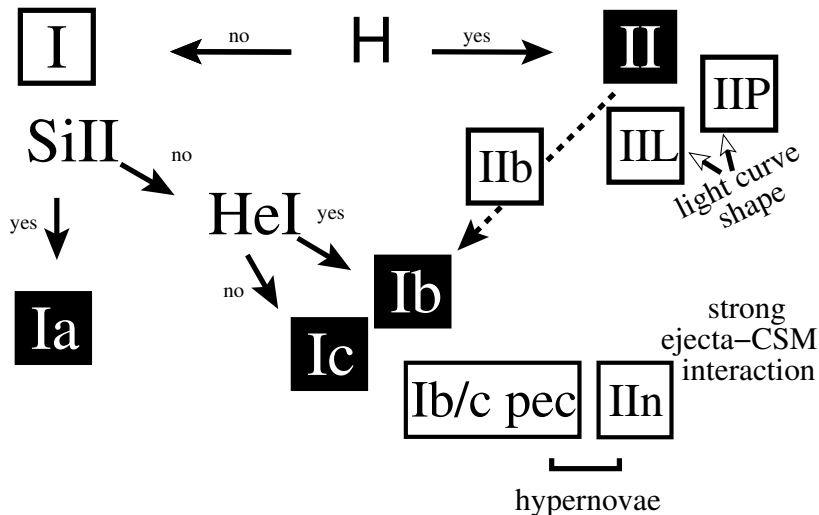 I
no
H
yes
II
IIP
SiII
no
IIb
IIL
light curve
shape
yes
HeI
yes
no
Ib
Ia
Ic
strong
ejecta−CSM
interaction
Ib/c pec
IIn
hypernovae